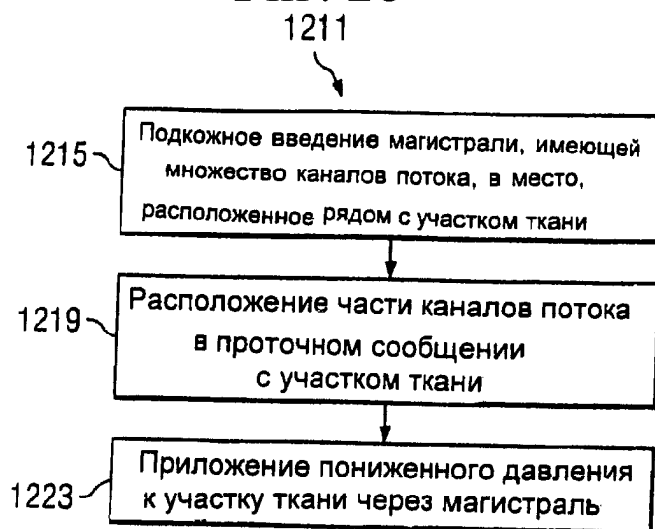 1211
1215
Подкожное введение магистрали, имеющей
множество каналов потока, в место,
расположенное рядом с участком ткани
1219
Расположение части каналов потока
в проточном сообщении
с участком ткани
1223
Приложение пониженного давления
к участку ткани через магистраль